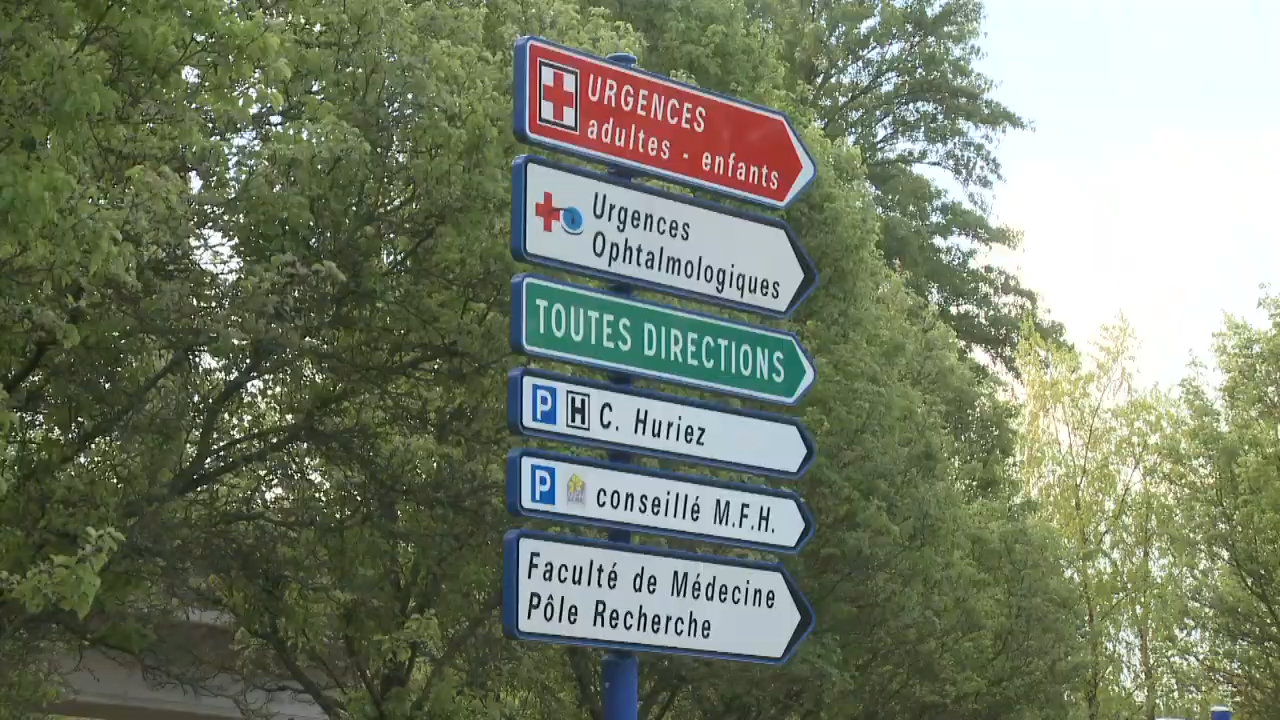 URGENCES
adultes - enfants
Urgences
Ophtalmologiques
TOUTES DIRECTIONS
P H C. Huriez
P conseillé M.F.H.
Faculté de Médecine
Pôle Recherche